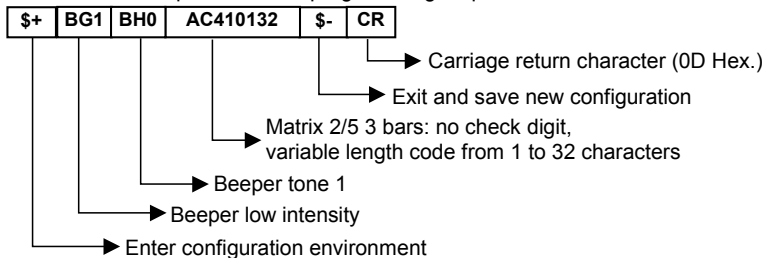 $+ BG1 BH0 AC410132 $- CR
Carriage return character (0D Hex.)
Exit and save new configuration
Matrix 2/5 3 bars: no check digit,
variable length code from 1 to 32 characters
Beeper tone 1
Beeper low intensity
Enter configuration environment